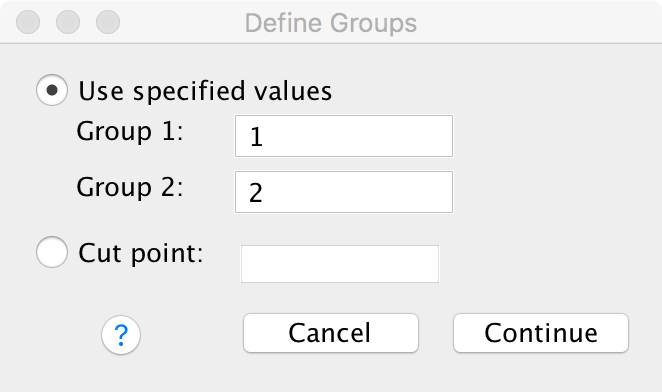 Define Groups
Use specified values
Group 1: 1
Group 2: 2
Cut point:
? Cancel Continue